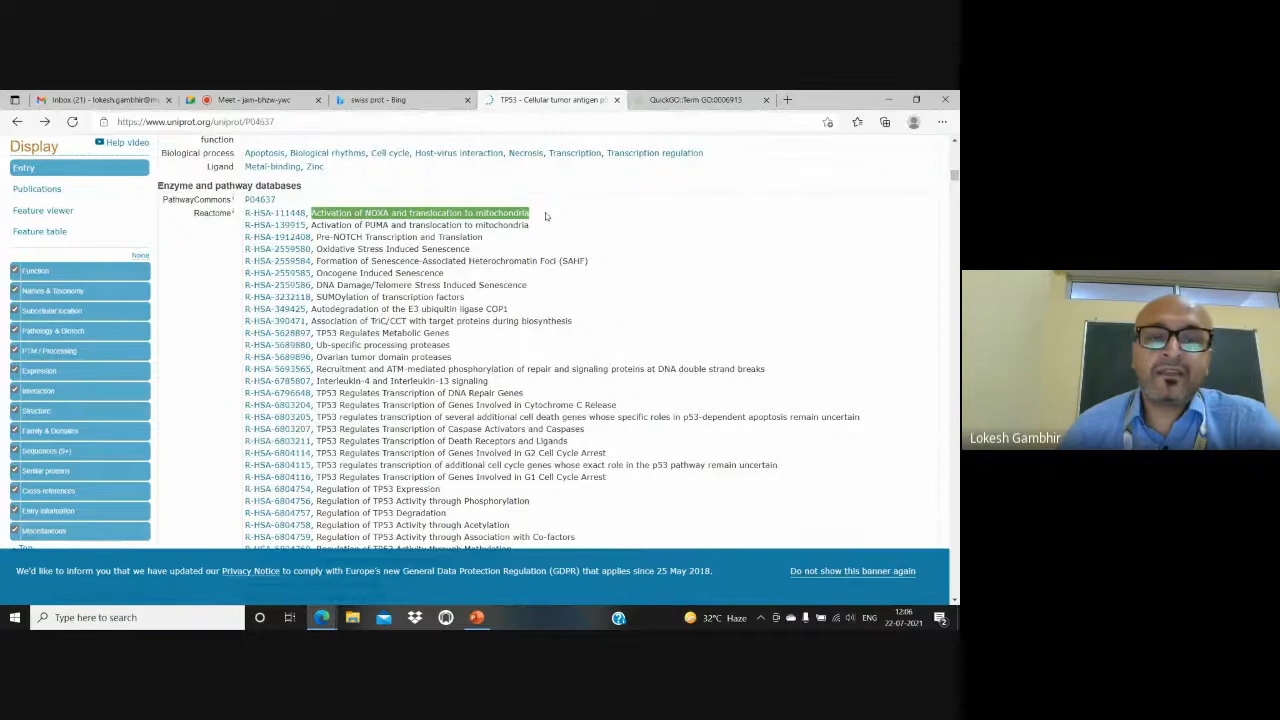 Inbox (21) - lokesh.gambhir@m
Meet - jam-bhzw-ywc
swiss prot - Bing
TP53 - Cellular tumor antigen p5
QuickGO::Term GO:0006915
https://www.uniprot.org/uniprot/P04637
Display
Help video
Entry
Publications
Feature viewer
Feature table
None
Function
Names & Taxonomy
Subcellular location
Pathology & Biotech
PTM / Processing
Expression
Interaction
Structure
Family & Domains
Sequences (9+)
Similar proteins
Cross-references
Entry information
Miscellaneous
Top
function
Biological process Apoptosis, Biological rhythms, Cell cycle, Host-virus interaction, Necrosis, Transcription, Transcription regulation
Ligand Metal-binding, Zinc
Enzyme and pathway databases
PathwayCommons i P04637
Reactome i R-HSA-111448, Activation of NOXA and translocation to mitochondria
R-HSA-139915, Activation of PUMA and translocation to mitochondria
R-HSA-1912408, Pre-NOTCH Transcription and Translation
R-HSA-2559580, Oxidative Stress Induced Senescence
R-HSA-2559584, Formation of Senescence-Associated Heterochromatin Foci (SAHF)
R-HSA-2559585, Oncogene Induced Senescence
R-HSA-2559586, DNA Damage/Telomere Stress Induced Senescence
R-HSA-3232118, SUMOylation of transcription factors
R-HSA-349425, Autodegradation of the E3 ubiquitin ligase COP1
R-HSA-390471, Association of TriC/CCT with target proteins during biosynthesis
R-HSA-5628897, TP53 Regulates Metabolic Genes
R-HSA-5689880, Ub-specific processing proteases
R-HSA-5689896, Ovarian tumor domain proteases
R-HSA-5693565, Recruitment and ATM-mediated phosphorylation of repair and signaling proteins at DNA double strand breaks
R-HSA-6785807, Interleukin-4 and Interleukin-13 signaling
R-HSA-6796648, TP53 Regulates Transcription of DNA Repair Genes
R-HSA-6803204, TP53 Regulates Transcription of Genes Involved in Cytochrome C Release
R-HSA-6803205, TP53 regulates transcription of several additional cell death genes whose specific roles in p53-dependent apoptosis remain uncertain
R-HSA-6803207, TP53 Regulates Transcription of Caspase Activators and Caspases
R-HSA-6803211, TP53 Regulates Transcription of Death Receptors and Ligands
R-HSA-6804114, TP53 Regulates Transcription of Genes Involved in G2 Cell Cycle Arrest
R-HSA-6804115, TP53 regulates transcription of additional cell cycle genes whose exact role in the p53 pathway remain uncertain
R-HSA-6804116, TP53 Regulates Transcription of Genes Involved in G1 Cell Cycle Arrest
R-HSA-6804754, Regulation of TP53 Expression
R-HSA-6804756, Regulation of TP53 Activity through Phosphorylation
R-HSA-6804757, Regulation of TP53 Degradation
R-HSA-6804758, Regulation of TP53 Activity through Acetylation
R-HSA-6804759, Regulation of TP53 Activity through Association with Co-factors
R-HSA-6804760, Regulation of TP53 Activity through Methylation
We'd like to inform you that we have updated our Privacy Notice to comply with Europe's new General Data Protection Regulation (GDPR) that applies since 25 May 2018.
Do not show this banner again
Type here to search
32°C Haze
ENG
12:06
22-07-2021
2
Lokesh Gambhir